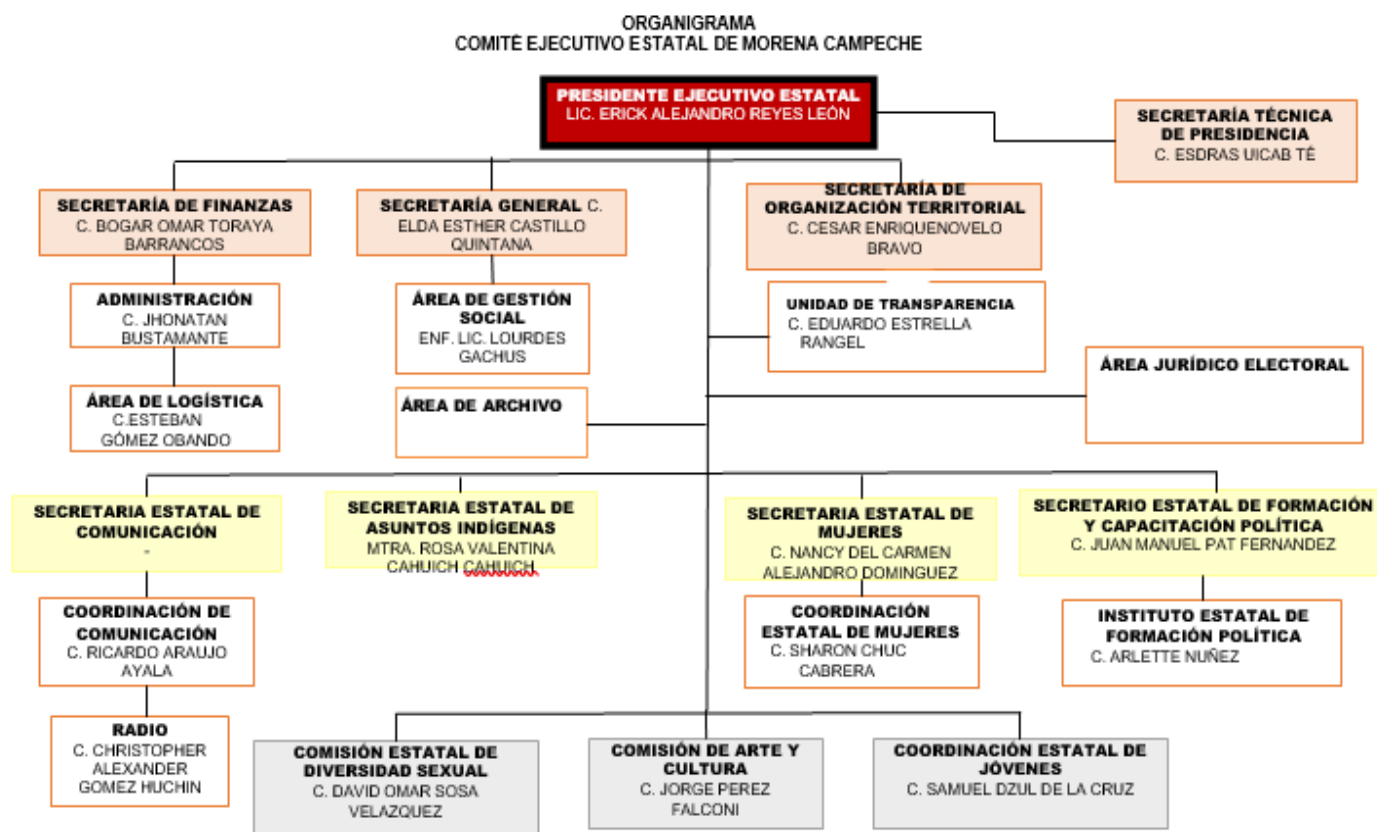 ORGANIGRAMA
COMITÉ EJECUTIVO ESTATAL DE MORENA CAMPECHE
PRESIDENTE EJECUTIVO ESTATAL
LIC. ERICK ALEJANDRO REYES LEÓN
SECRETARÍA TÉCNICA
DE PRESIDENCIA
C. ESDRAS UICAB TÉ
SECRETARÍA DE FINANZAS
C. BOGAR OMAR TORAYA
BARRANCOS
SECRETARÍA GENERAL C.
ELDA ESTHER CASTILLO
QUINTANA
SECRETARÍA DE
ORGANIZACIÓN TERRITORIAL
C. CESAR ENRIQUENOVELO
BRAVO
ADMINISTRACIÓN
C. JHONATAN
BUSTAMANTE
ÁREA DE GESTIÓN
SOCIAL
ENF. LIC. LOURDES
GACHUS
UNIDAD DE TRANSPARENCIA
C. EDUARDO ESTRELLA
RANGEL
ÁREA JURÍDICO ELECTORAL
ÁREA DE LOGÍSTICA
C.ESTEBAN
GÓMEZ OBANDO
ÁREA DE ARCHIVO
SECRETARIA ESTATAL DE
COMUNICACIÓN
-
SECRETARIA ESTATAL DE
ASUNTOS INDÍGENAS
MTRA. ROSA VALENTINA
CAHUICH CAHUICH
SECRETARIA ESTATAL DE
MUJERES
C. NANCY DEL CARMEN
ALEJANDRO DOMINGUEZ
SECRETARIO ESTATAL DE FORMACIÓN
Y CAPACITACIÓN POLÍTICA
C. JUAN MANUEL PAT FERNANDEZ
COORDINACIÓN DE
COMUNICACIÓN
C. RICARDO ARAUJO
AYALA
COORDINACIÓN
ESTATAL DE MUJERES
C. SHARON CHUC
CABRERA
INSTITUTO ESTATAL DE
FORMACIÓN POLÍTICA
C. ARLETTE NUÑEZ
RADIO
C. CHRISTOPHER
ALEXANDER
GOMEZ HUCHIN
COMISIÓN ESTATAL DE
DIVERSIDAD SEXUAL
C. DAVID OMAR SOSA
VELAZQUEZ
COMISIÓN DE ARTE Y
CULTURA
C. JORGE PEREZ
FALCONI
COORDINACIÓN ESTATAL DE
JÓVENES
C. SAMUEL DZUL DE LA CRUZ